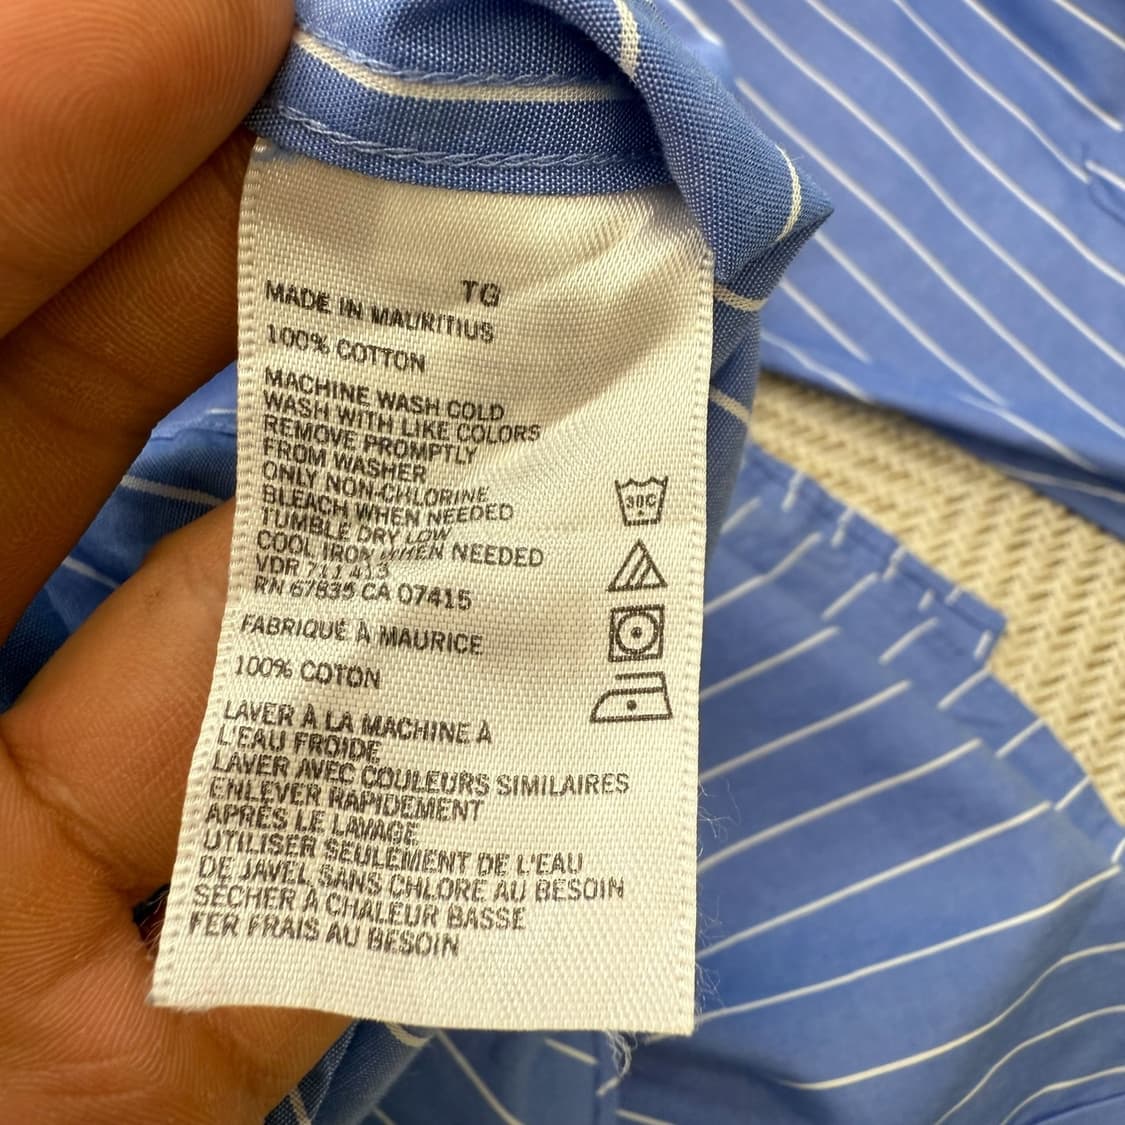 TG
MADE IN MAURITIUS
100% COTTON
MACHINE WASH COLD
WASH WITH LIKE COLORS
REMOVE PROMPTLY
FROM WASHER
ONLY NON-CHLORINE
BLEACH WHEN NEEDED
TUMBLE DRY LOW
COOL IRON WHEN NEEDED
VDR 711 413
RN 67835 CA 07415
30C
FABRIQUÉ À MAURICE
100% COTON
LAVER À LA MACHINE À
L'EAU FROIDE
LAVER AVEC COULEURS SIMILAIRES
ENLEVER RAPIDEMENT
APRÈS LE LAVAGE
UTILISER SEULEMENT DE L'EAU
DE JAVEL SANS CHLORE AU BESOIN
SÉCHER À CHALEUR BASSE
FER FRAIS AU BESOIN